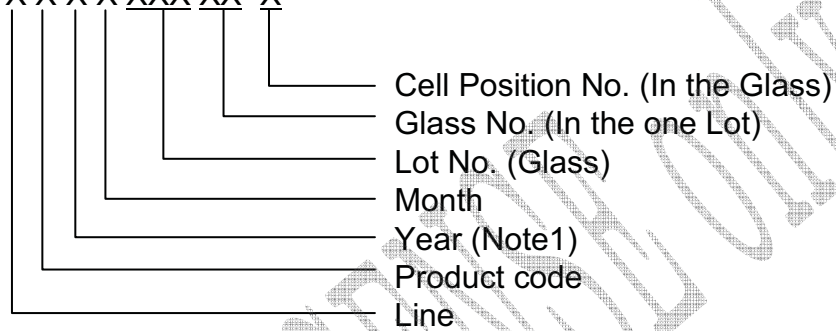 X X X X XXX XX X
Cell Position No. (In the Glass)
Glass No. (In the one Lot)
Lot No. (Glass)
Month
Year (Note1)
Product code
Line